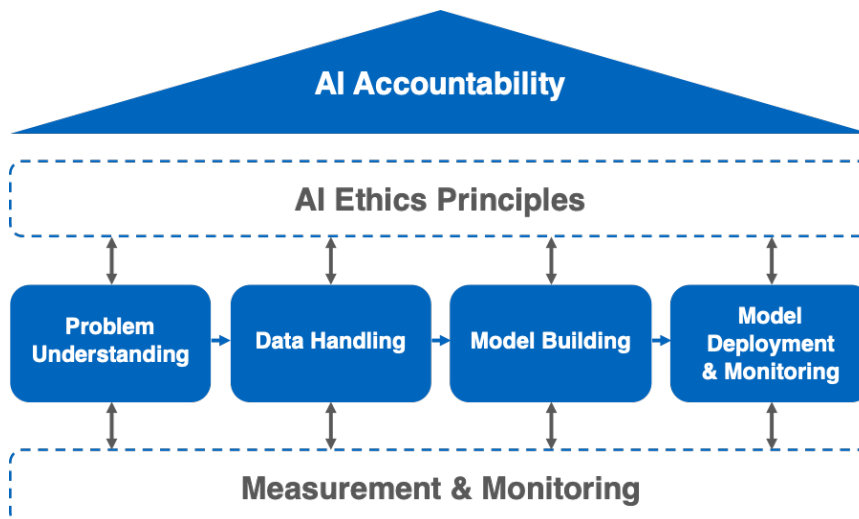 AI Accountability
AI Ethics Principles
Problem
Understanding
Data Handling
Model Building
Model
Deployment
& Monitoring
Measurement & Monitoring